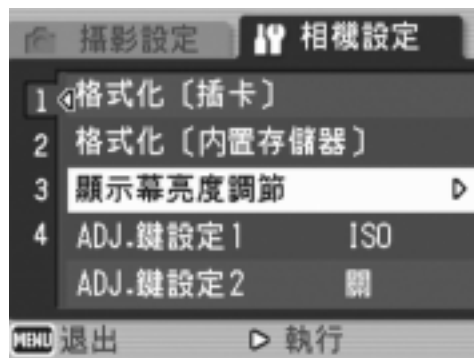 攝影設定 相機設定
1 格式化〔插卡〕
2 格式化〔内置存儲器〕
3 顯示幕亮度調節
4 ADJ.鍵設定1 ISO
ADJ.鍵設定2 關
MENU 退出 執行